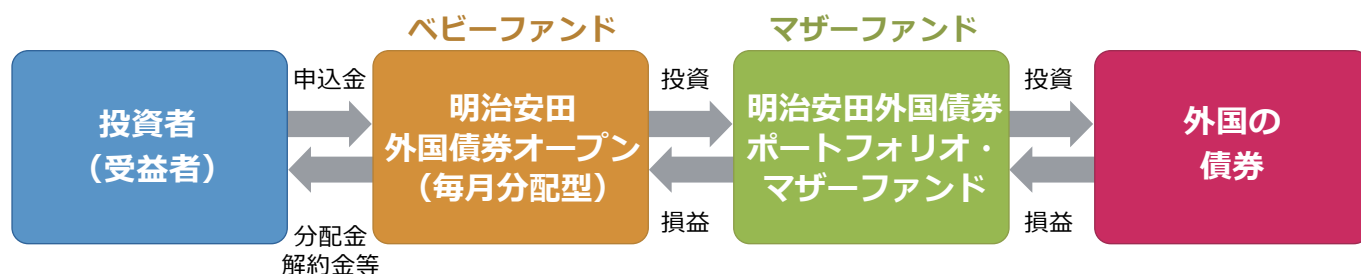 ベビーファンド
マザーファンド
投資者
（受益者）
申込金
分配金
解約金等
明治安田
外国債券オープン
（毎月分配型）
投資
損益
明治安田外国債券
ポートフォリオ・
マザーファンド
投資
損益
外国の
債券